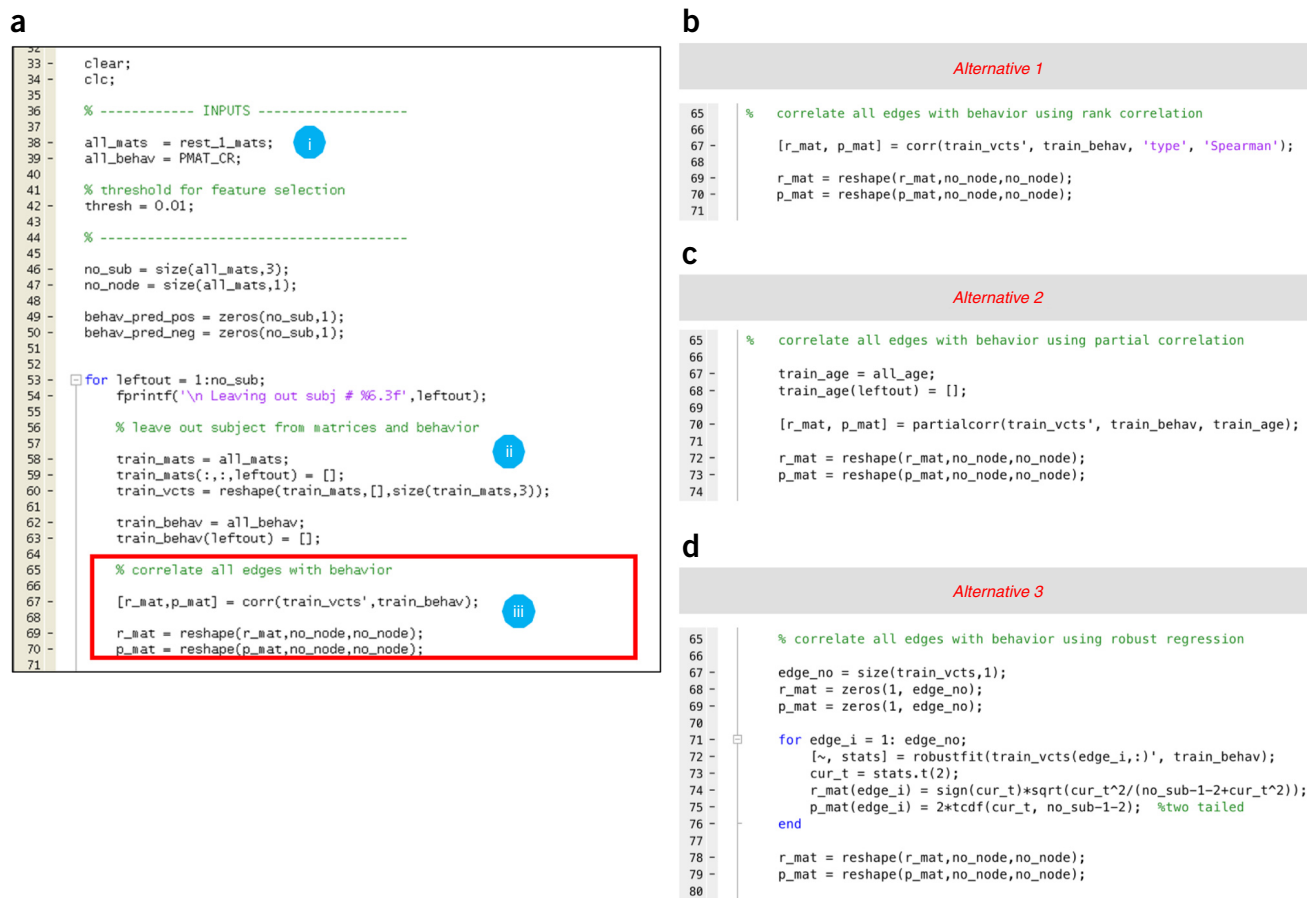 a
32
33 - clear;
34 - clc;
35
36 % ------------ INPUTS ------------------
37
38 - all_mats  = rest_1_mats;
i
39 - all_behav = PMAT_CR;
40
41 % threshold for feature selection
42 - thresh = 0.01;
43
44 % -------------------------------------
45
46 - no_sub = size(all_mats,3);
47 - no_node = size(all_mats,1);
48
49 - behav_pred_pos = zeros(no_sub,1);
50 - behav_pred_neg = zeros(no_sub,1);
51
52
53 - for leftout = 1:no_sub;
54 - fprintf('\n Leaving out subj # %6.3f',leftout);
55
56 % leave out subject from matrices and behavior
57
ii
58 - train_mats = all_mats;
59 - train_mats(:,:,leftout) = [];
60 - train_vcts = reshape(train_mats,[],size(train_mats,3));
61
62 - train_behav = all_behav;
63 - train_behav(leftout) = [];
64
65 % correlate all edges with behavior
66
67 - [r_mat,p_mat] = corr(train_vcts',train_behav);
iii
68
69 - r_mat = reshape(r_mat,no_node,no_node);
70 - p_mat = reshape(p_mat,no_node,no_node);
71
b
Alternative 1
65 % correlate all edges with behavior using rank correlation
66
67 - [r_mat, p_mat] = corr(train_vcts', train_behav, 'type', 'Spearman');
68
69 - r_mat = reshape(r_mat,no_node,no_node);
70 - p_mat = reshape(p_mat,no_node,no_node);
71
c
Alternative 2
65 % correlate all edges with behavior using partial correlation
66
67 - train_age = all_age;
68 - train_age(leftout) = [];
69
70 - [r_mat, p_mat] = partialcorr(train_vcts', train_behav, train_age);
71
72 - r_mat = reshape(r_mat,no_node,no_node);
73 - p_mat = reshape(p_mat,no_node,no_node);
74
d
Alternative 3
65 % correlate all edges with behavior using robust regression
66
67 - edge_no = size(train_vcts,1);
68 - r_mat = zeros(1, edge_no);
69 - p_mat = zeros(1, edge_no);
70
71 - for edge_i = 1: edge_no;
72 - [~, stats] = robustfit(train_vcts(edge_i,:)', train_behav);
73 - cur_t = stats.t(2);
74 - r_mat(edge_i) = sign(cur_t)*sqrt(cur_t^2/(no_sub-1-2+cur_t^2));
75 - p_mat(edge_i) = 2*tcdf(cur_t, no_sub-1-2);  %two tailed
76 - end
77
78 - r_mat = reshape(r_mat,no_node,no_node);
79 - p_mat = reshape(p_mat,no_node,no_node);
80